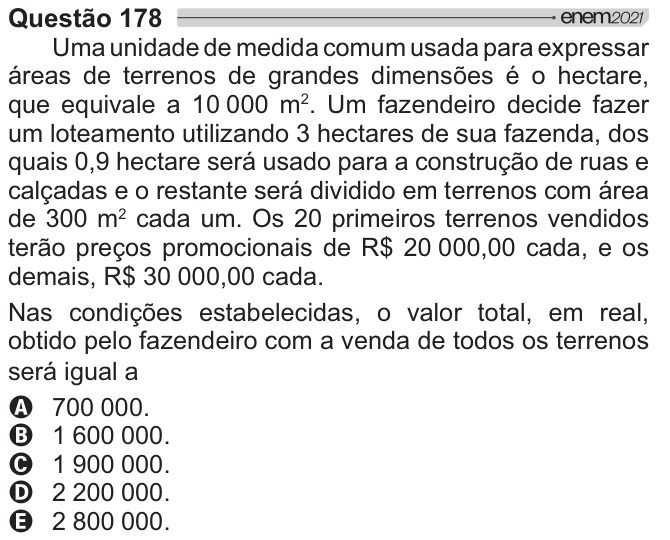 Questão 178 enem2021
Uma unidade de medida comum usada para expressar
áreas de terrenos de grandes dimensões é o hectare,
que equivale a 10 000 m². Um fazendeiro decide fazer
um loteamento utilizando 3 hectares de sua fazenda, dos
quais 0,9 hectare será usado para a construção de ruas e
calçadas e o restante será dividido em terrenos com área
de 300 m² cada um. Os 20 primeiros terrenos vendidos
terão preços promocionais de R$ 20 000,00 cada, e os
demais, R$ 30 000,00 cada.
Nas condições estabelecidas, o valor total, em real,
obtido pelo fazendeiro com a venda de todos os terrenos
será igual a
A 700 000.
B 1 600 000.
C 1 900 000.
D 2 200 000.
E 2 800 000.